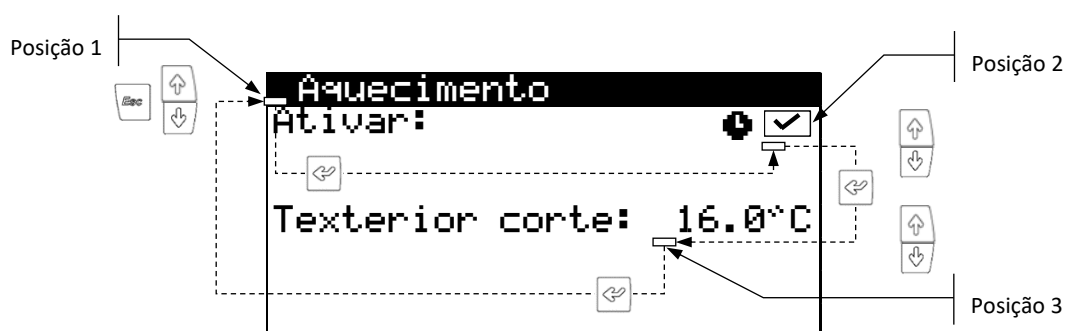 Posição 1
Posição 2
Esc
Aquecimento
Ativar:
Texterior corte: 16.0°C
Posição 3